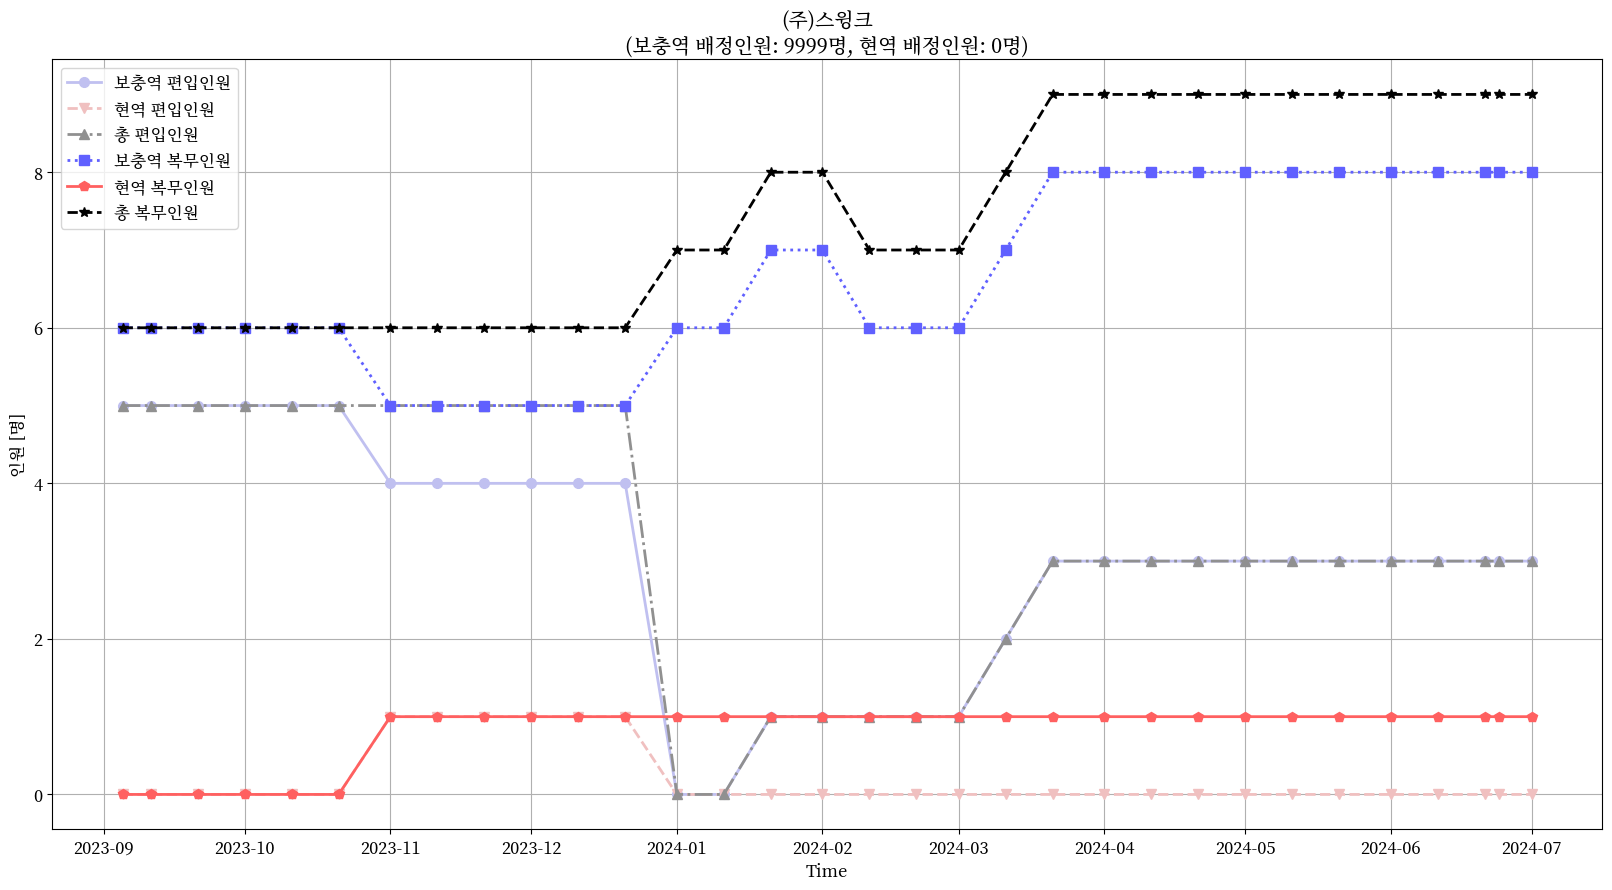 (주)스윙크
(보충역 배정인원: 9999명, 현역 배정인원: 0명)
보충역 편입인원
현역 편입인원
총 편입인원
보충역 복무인원
현역 복무인원
총 복무인원
인원 [명]
8
6
4
2
0
2023-09
2023-10
2023-11
2023-12
2024-01
2024-02
2024-03
2024-04
2024-05
2024-06
2024-07
Time